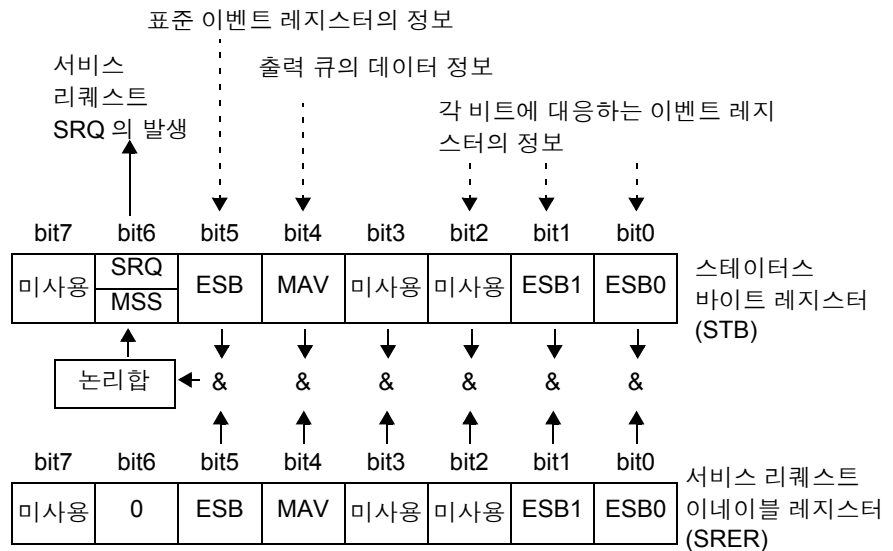 표준 이벤트 레지스터의 정보
서비스
리퀘스트
SRQ 의 발생
출력 큐의 데이터 정보
각 비트에 대응하는 이벤트 레지
스터의 정보
bit7 bit6 bit5 bit4 bit3 bit2 bit1 bit0
미사용 SRQ MSS ESB MAV 미사용 미사용 ESB1 ESB0
스테이터스
바이트 레지스터
(STB)
논리합 & & & & & &
bit7 bit6 bit5 bit4 bit3 bit2 bit1 bit0
미사용 0 ESB MAV 미사용 미사용 ESB1 ESB0
서비스 리퀘스트
이네이블 레지스터
(SRER)